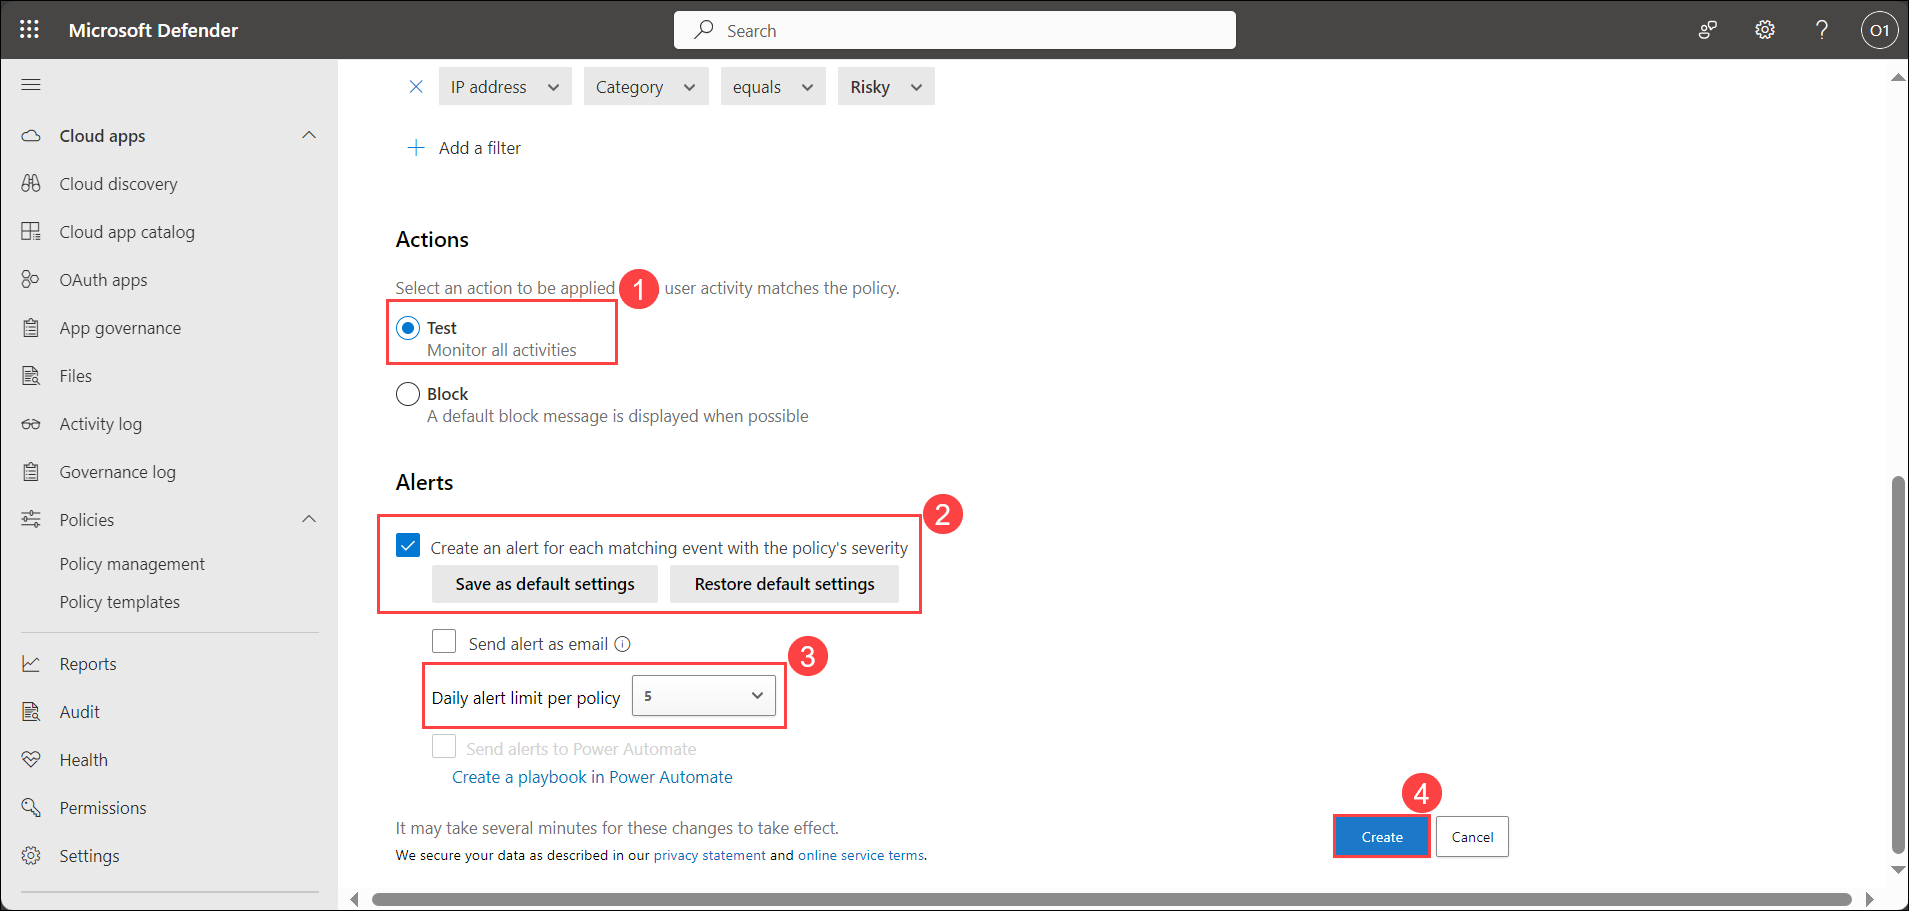 Microsoft Defender
Search
O1
Cloud apps
Cloud discovery
Cloud app catalog
OAuth apps
App governance
Files
Activity log
Governance log
Policies
Policy management
Policy templates
Reports
Audit
Health
Permissions
Settings
IP address Category equals Risky
Add a filter
Actions
Select an action to be applied 1 user activity matches the policy.
Test
Monitor all activities
Block
A default block message is displayed when possible
Alerts
2
Create an alert for each matching event with the policy's severity
Save as default settings Restore default settings
Send alert as email
3
Daily alert limit per policy 5
Send alerts to Power Automate
Create a playbook in Power Automate
4
It may take several minutes for these changes to take effect.
We secure your data as described in our privacy statement and online service terms.
Create Cancel